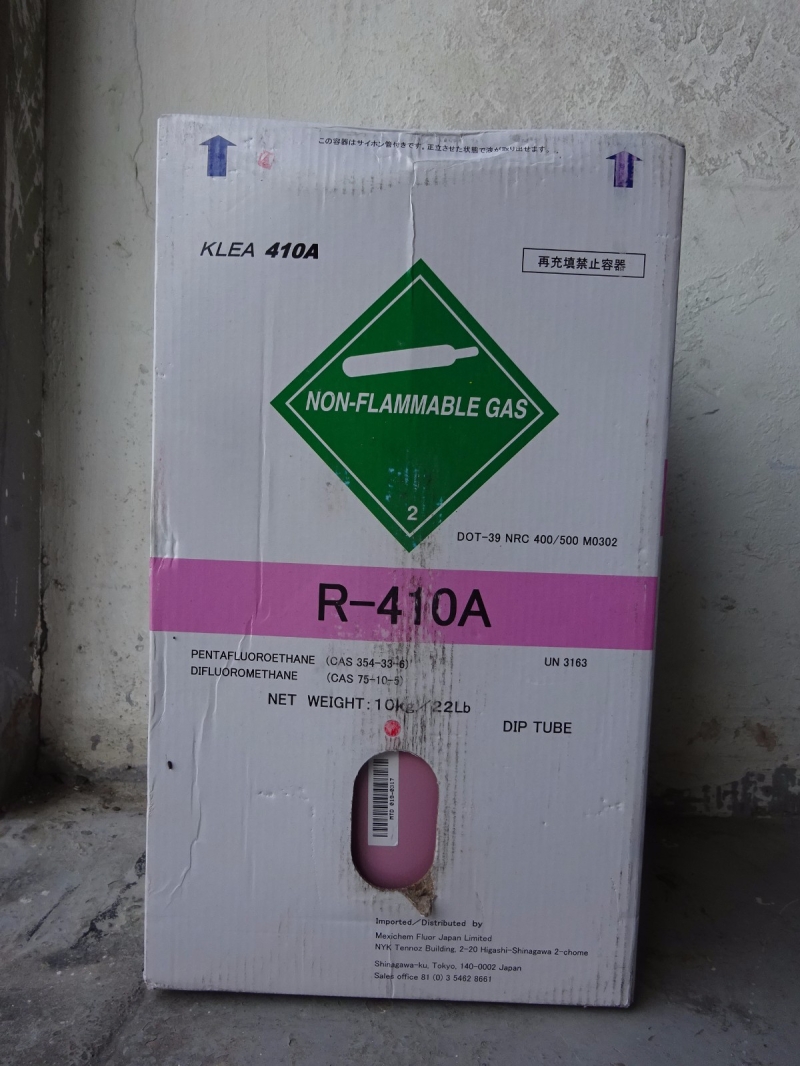 この容器はサイホン管付きです。正立させた状態で液が取り出せます。
KLEA 410A
再充填禁止容器
NON-FLAMMABLE GAS
2
DOT-39 NRC 400/500 M0302
R-410A
PENTAFLUOROETHANE (CAS 354-33-6)
UN 3163
DIFLUOROMETHANE (CAS 75-10-5)
NET WEIGHT:10kg/22Lb
DIP TUBE
Imported/Distributed by
Mexichem Fluor Japan Limited
NYK Tennoz Building, 2-20 Higashi-Shinagawa 2-chome
Shinagawa-ku, Tokyo, 140-0002 Japan
Sales office 81 (0) 3 5462 8661